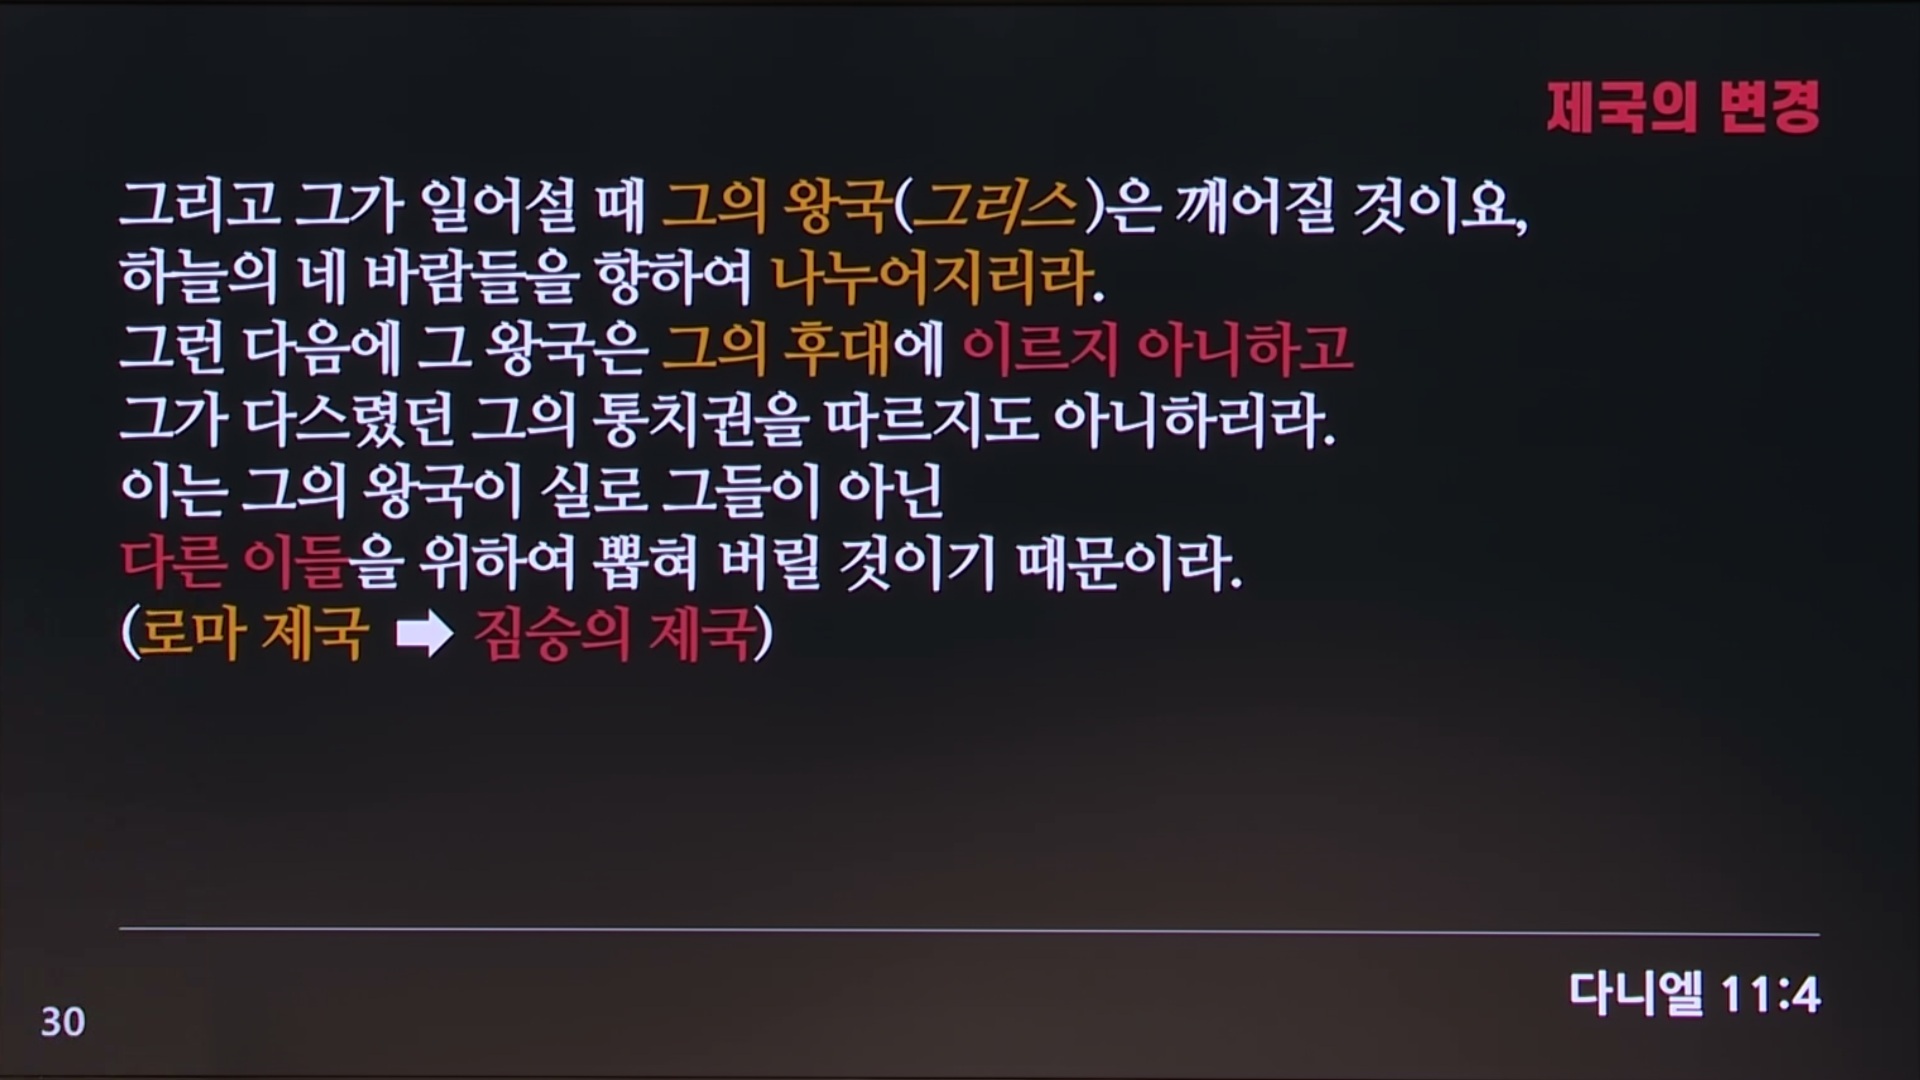 제국의 변경
그리고 그가 일어설 때 그의 왕국(그리스)은 깨어질 것이요,
하늘의 네 바람들을 향하여 나누어지리라.
그런 다음에 그 왕국은 그의 후대에 이르지 아니하고
그가 다스렸던 그의 통치권을 따르지도 아니하리라.
이는 그의 왕국이 실로 그들이 아닌
다른 이들을 위하여 뽑혀 버릴 것이기 때문이라.
(로마 제국 ➡ 짐승의 제국)
다니엘 11:4
30